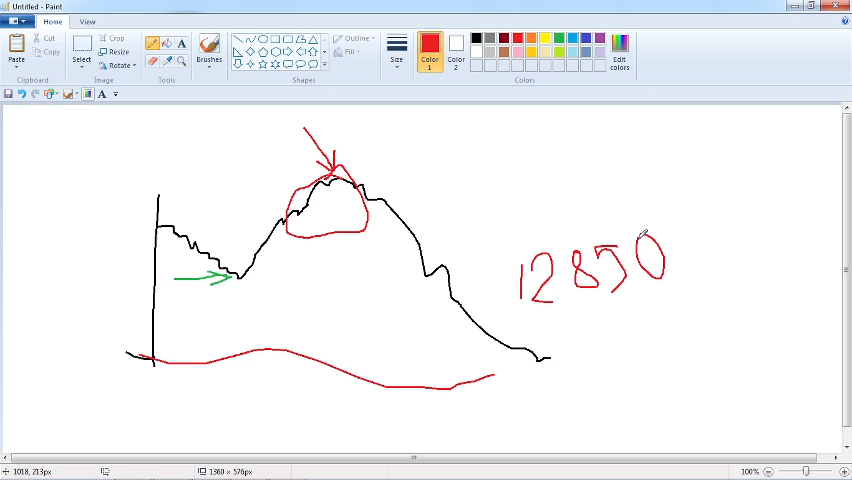 Untitled - Paint
Home View
Paste
Cut
Copy
Clipboard
Select
Crop
Resize
Rotate
Image
Tools
Brushes
Shapes
Outline
Fill
Size
Color 1
Color 2
Edit colors
Colors
12850
1018, 213px
1360 × 576px
100%